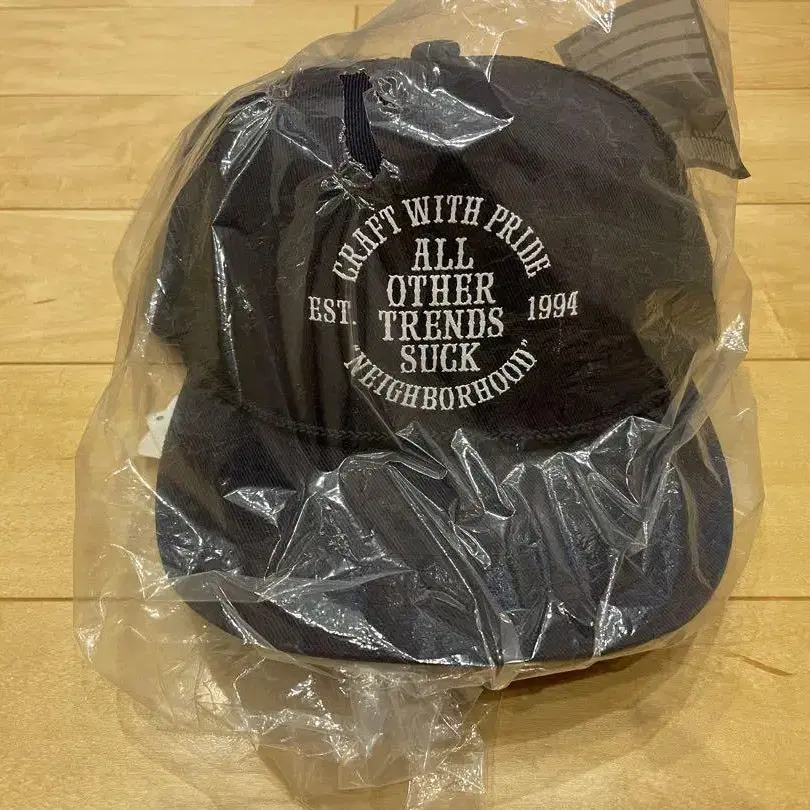 CRAFT WITH PRIDE
ALL
OTHER
EST. TRENDS 1994
SUCK
"NEIGHBORHOOD"